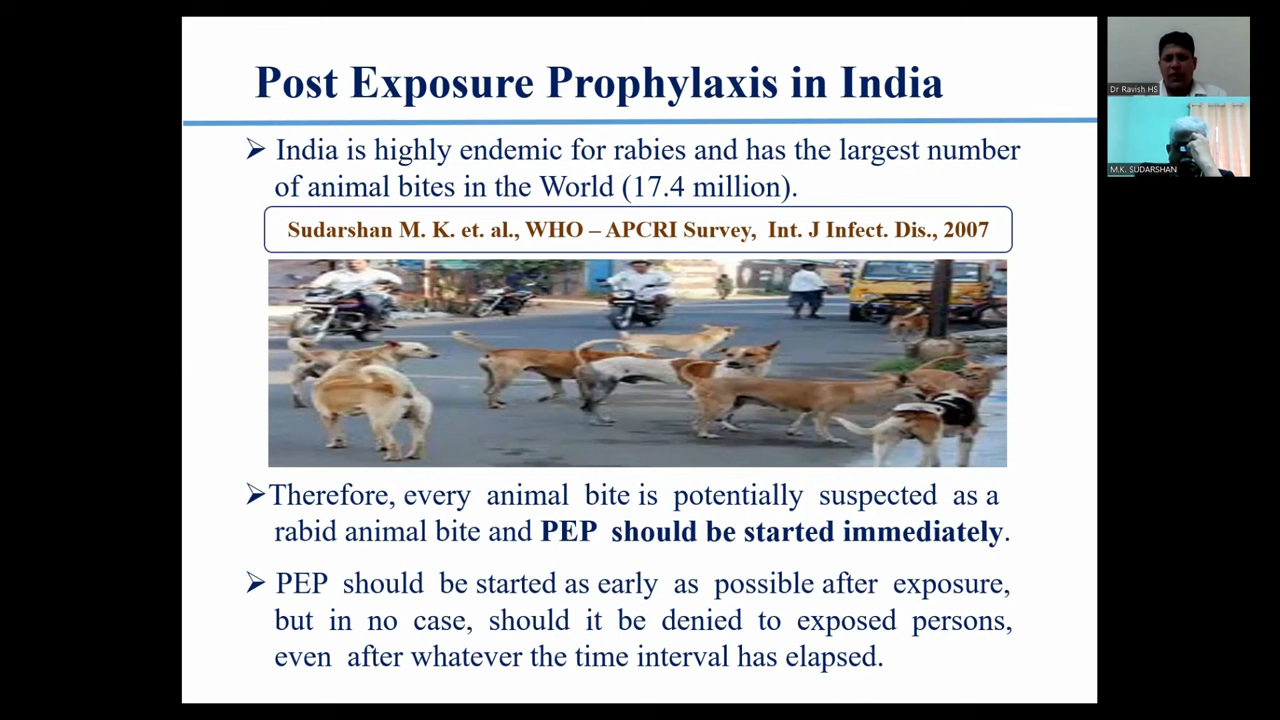 Post Exposure Prophylaxis in India
➢ India is highly endemic for rabies and has the largest number
of animal bites in the World (17.4 million).
Sudarshan M. K. et. al., WHO – APCRI Survey, Int. J Infect. Dis., 2007
➢Therefore, every animal bite is potentially suspected as a
rabid animal bite and PEP should be started immediately.
➢ PEP should be started as early as possible after exposure,
but in no case, should it be denied to exposed persons,
even after whatever the time interval has elapsed.
Dr Ravish HS
M.K. SUDARSHAN